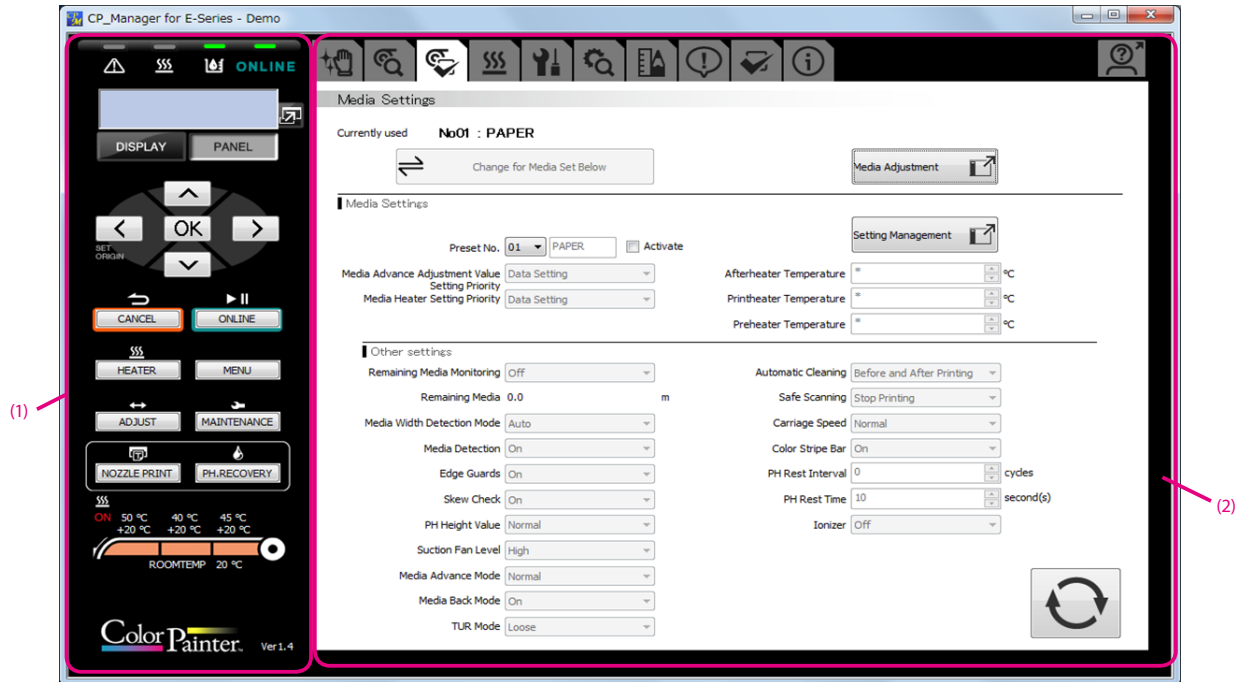 CP_Manager for E-Series - Demo
ONLINE
DISPLAY PANEL
OK
SET
ORIGIN
CANCEL ONLINE
HEATER MENU
ADJUST MAINTENANCE
NOZZLE PRINT PH.RECOVERY
ON 50 ℃ 40 ℃ 45 ℃
+20 ℃ +20 ℃ +20 ℃
ROOMTEMP 20 ℃
Color Painter™ Ver1.4
(1)
Media Settings
Currently used No01 : PAPER
Change for Media Set Below Media Adjustment
Media Settings
Preset No. 01 PAPER Activate Setting Management
Media Advance Adjustment Value Data Setting Afterheater Temperature * ℃
Setting Priority
Media Heater Setting Priority Data Setting Printheater Temperature * ℃
Preheater Temperature * ℃
Other settings
Remaining Media Monitoring Off Automatic Cleaning Before and After Printing
Remaining Media 0.0 m Safe Scanning Stop Printing
Media Width Detection Mode Auto Carriage Speed Normal
Media Detection On Color Stripe Bar On
Edge Guards On PH Rest Interval 0 cycles
Skew Check On PH Rest Time 10 second(s)
PH Height Value Normal Ionizer Off
Suction Fan Level High
Media Advance Mode Normal
Media Back Mode On
TUR Mode Loose
(2)